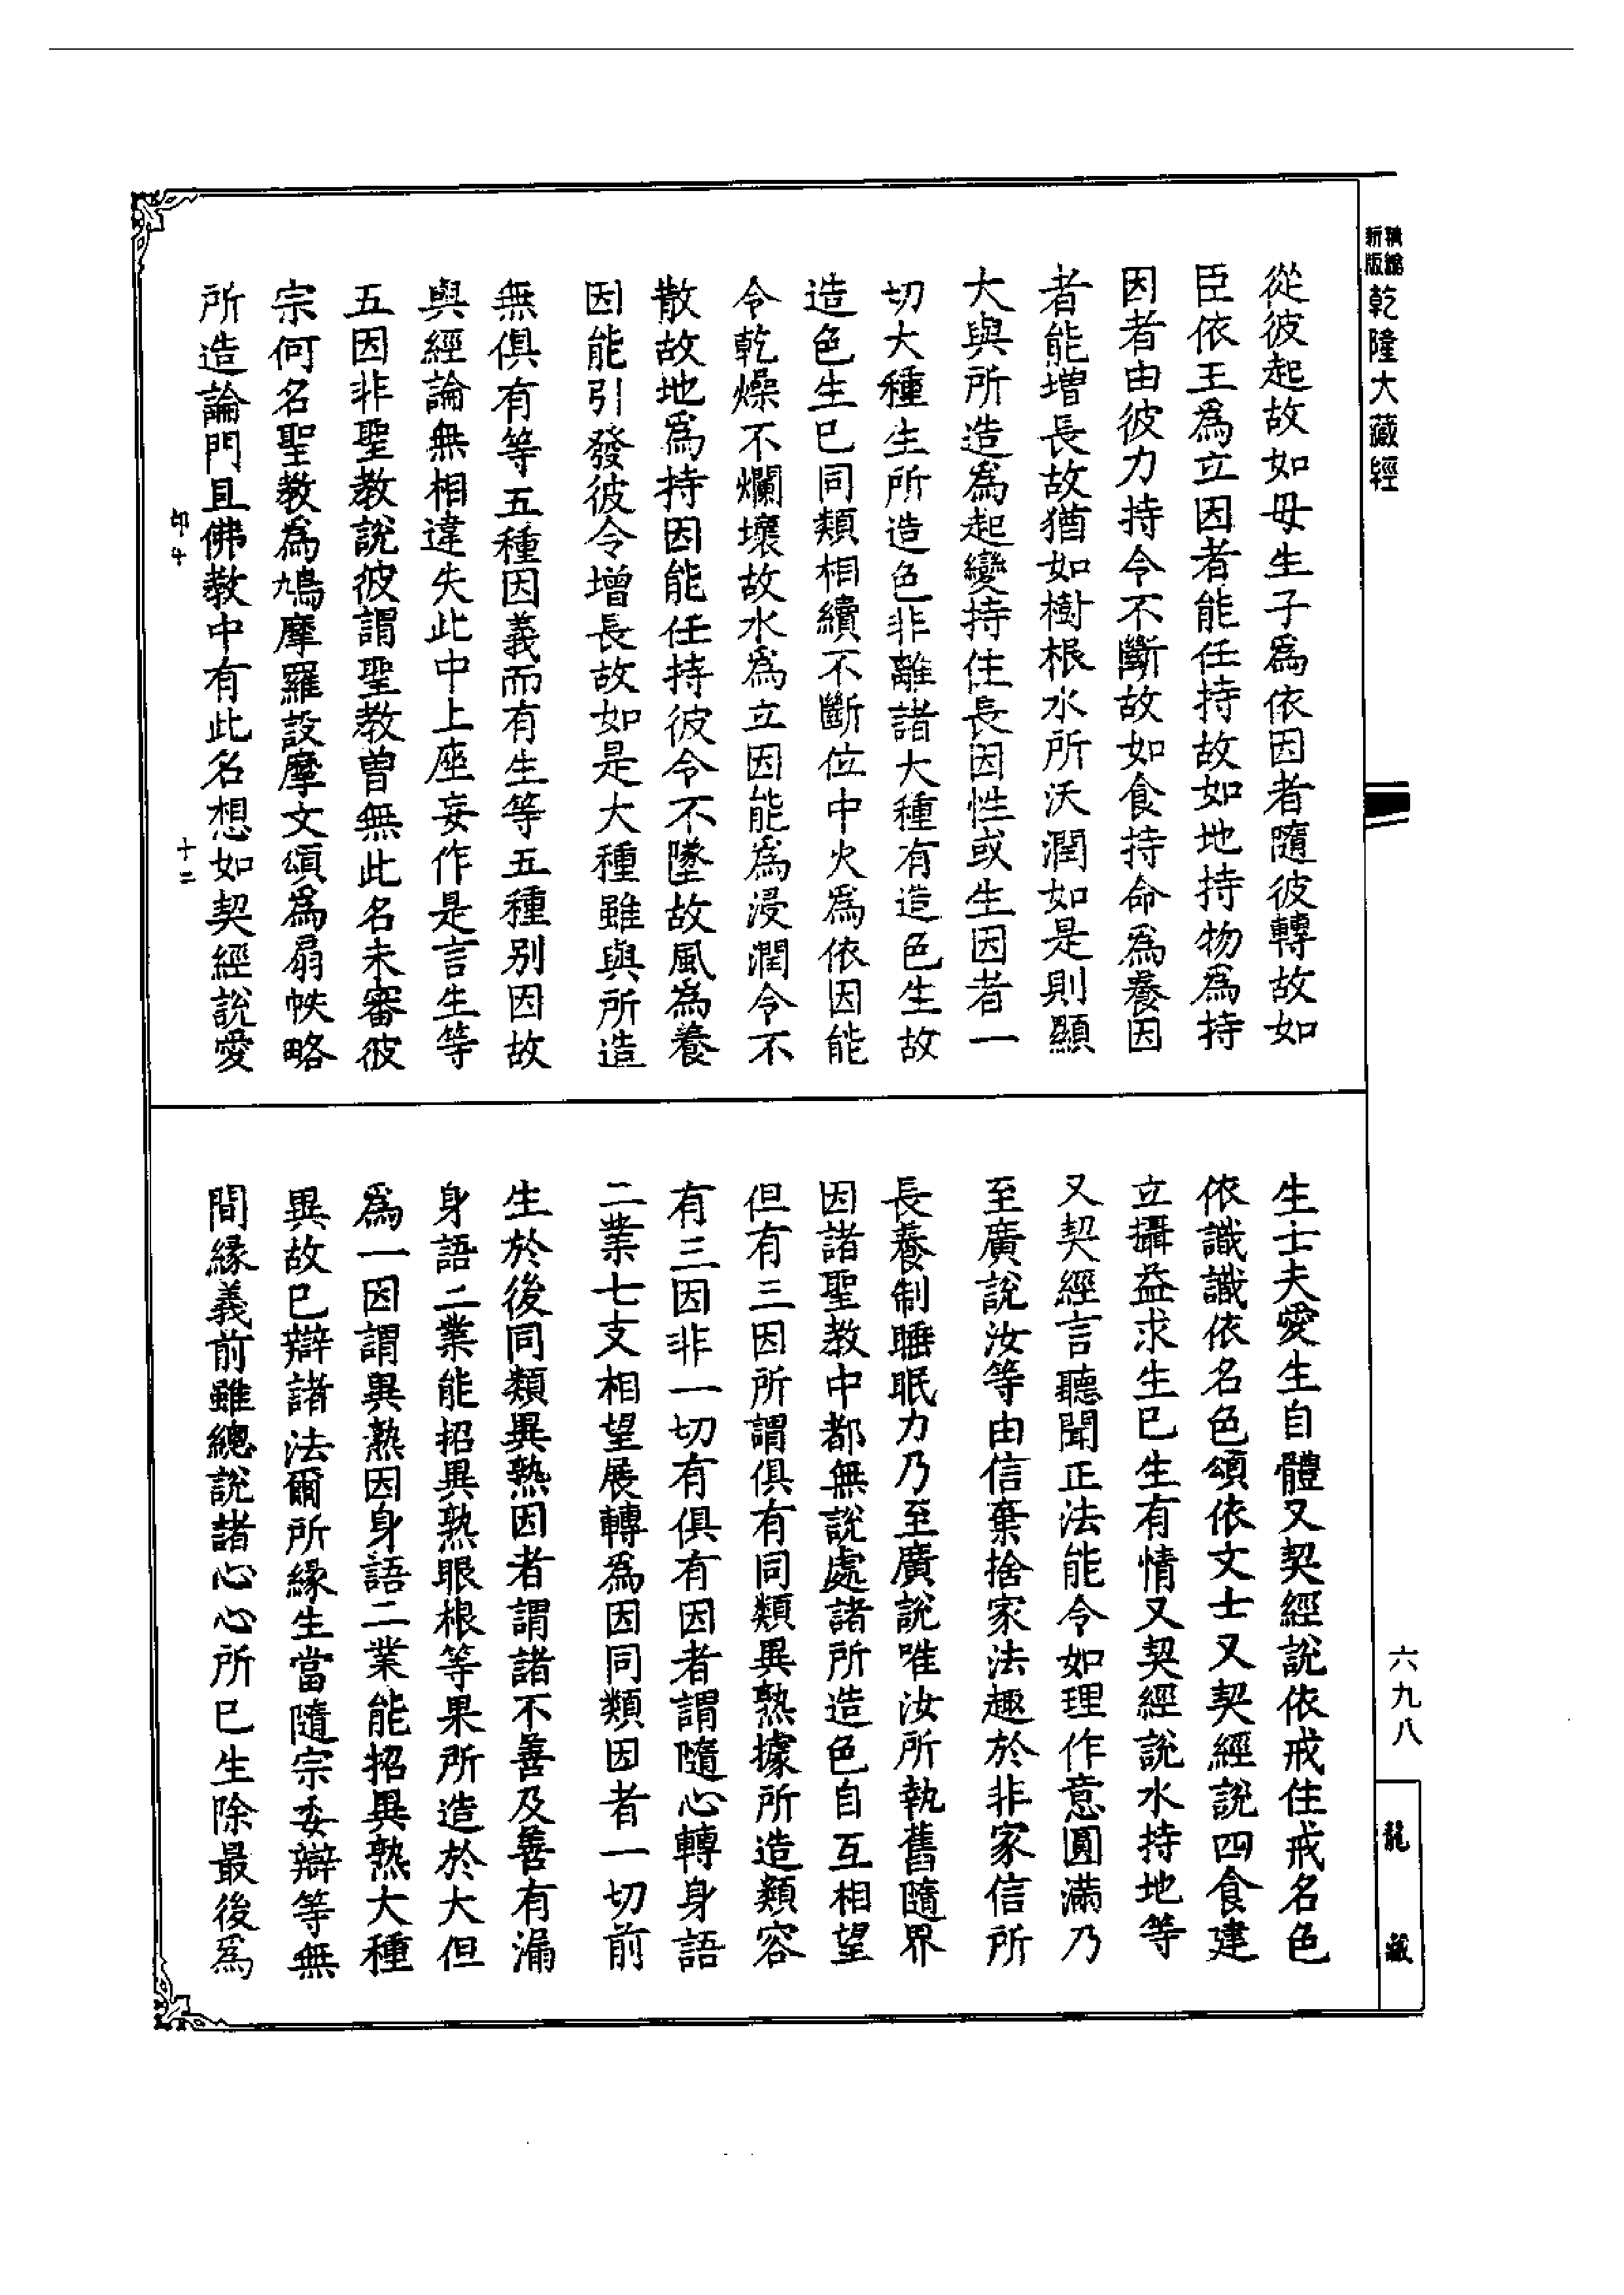 新版 精縮 乾隆大藏經
從彼起故如母生子為依因者隨彼轉故如
臣依王為立因者能任持故如地持物為持
因者由彼力持令不斷故如食持命為養因
者能增長故猶如樹根水所沃潤如是則顯
大與所造為起變持住長因性或生因者一
切大種生所造色非離諸大種有造色生故
造色生已同類相續不斷位中火為依因能
令乾燥不爛壞故水為立因能為浸潤令不
散故地為持因能任持彼令不墜故風為養
因能引發彼令增長故如是大種雖與所造
無俱有等五種因義而有生等五種別因故
與經論無相違失此中上座妄作是言生等
五因非聖教說彼謂聖教曾無此名未審彼
宗何名聖教為鳩摩羅設摩文頌為扇帙略
所造論門且佛教中有此名想如契經說愛
十二
生士夫愛生自體又契經說依戒住戒名色
依識識依名色頌依文士又契經說四食建
立攝益求生已生有情又契經說水持地等
又契經言聽聞正法能令如理作意圓滿乃
至廣說汝等由信棄捨家法趣於非家信所
長養制睡眠力乃至廣說唯汝所執舊隨界
因諸聖教中都無說處諸所造色自互相望
但有三因所謂俱有同類異熟據所造類容
有三因非一切有俱有因者謂隨心轉身語
二業七支相望展轉為因同類因者一切前
生於後同類異熟因者謂諸不善及善有漏
身語二業能招異熟眼根等果所造於大但
為一因謂異熟因身語二業能招異熟大種
異故已辯諸法爾所緣生當隨宗委辯等無
間緣義前雖總說諸心心所已生除最後為
六九八
龍藏